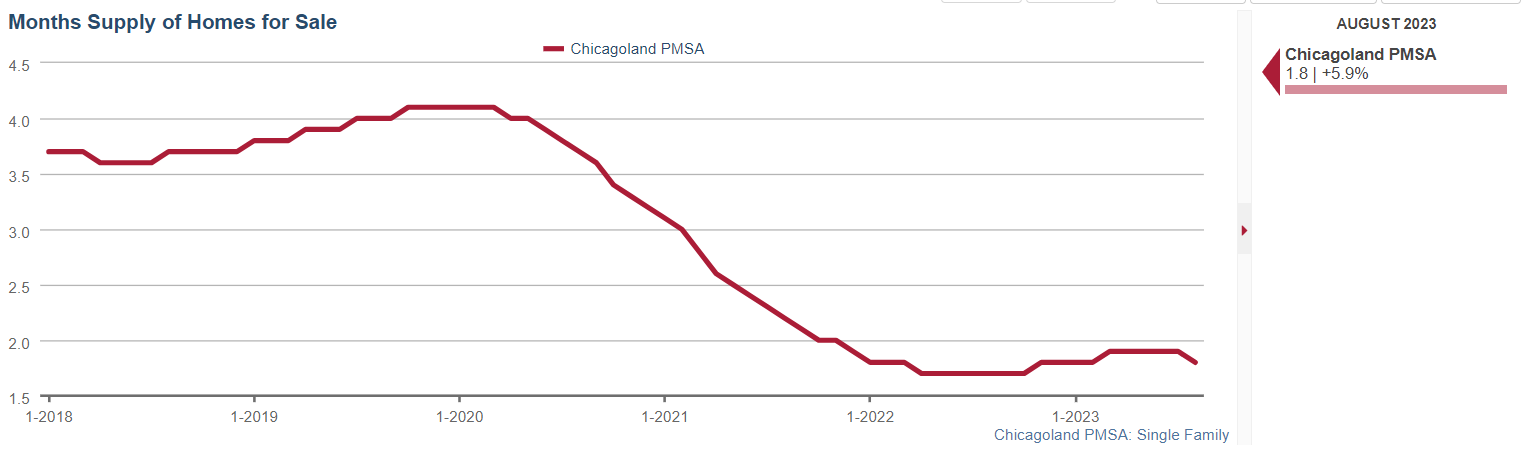 Months Supply of Homes for Sale
Chicagoland PMSA
4.5
4.0
3.5
3.0
2.5
2.0
1.5
1-2018 1-2019 1-2020 1-2021 1-2022 1-2023
Chicagoland PMSA: Single Family
AUGUST 2023
Chicagoland PMSA
1.8 | +5.9%